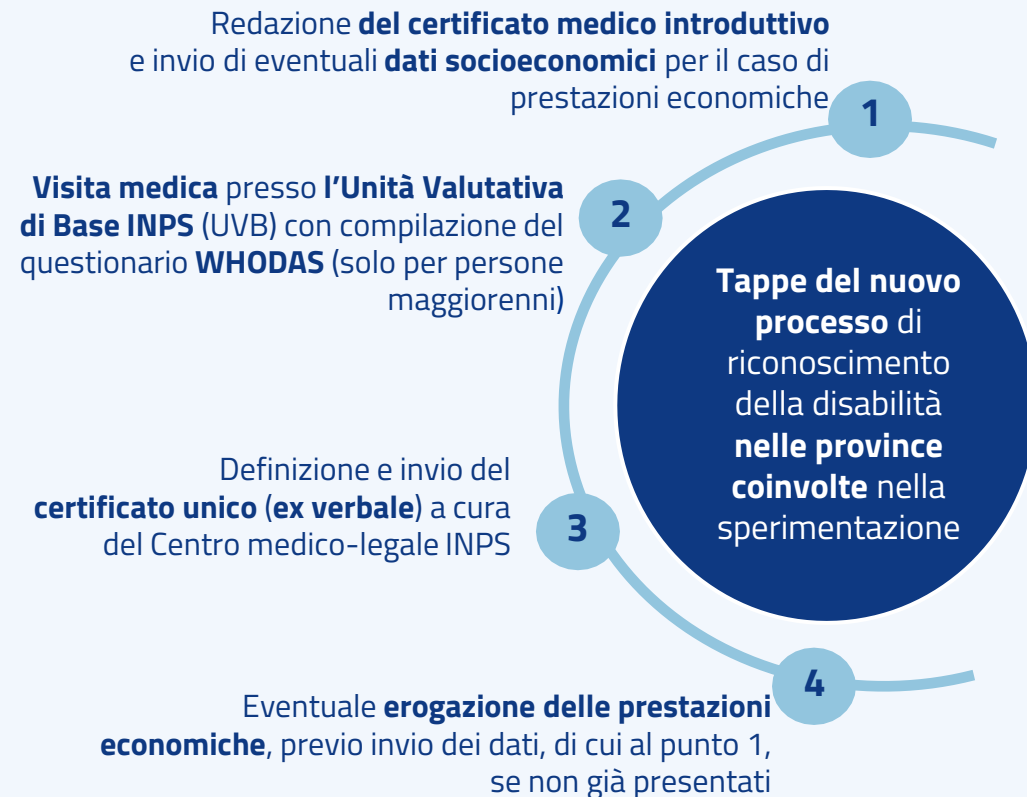 Redazione del certificato medico introduttivo
e invio di eventuali dati socioeconomici per il caso di
prestazioni economiche
1
Visita medica presso l'Unità Valutativa
di Base INPS (UVB) con compilazione del
questionario WHODAS (solo per persone
maggiorenni)
2
Tappe del nuovo
processo di
riconoscimento
della disabilità
nelle province
coinvolte nella
sperimentazione
Definizione e invio del
certificato unico (ex verbale) a cura
del Centro medico-legale INPS
3
Eventuale erogazione delle prestazioni
economiche, previo invio dei dati, di cui al punto 1,
se non già presentati
4